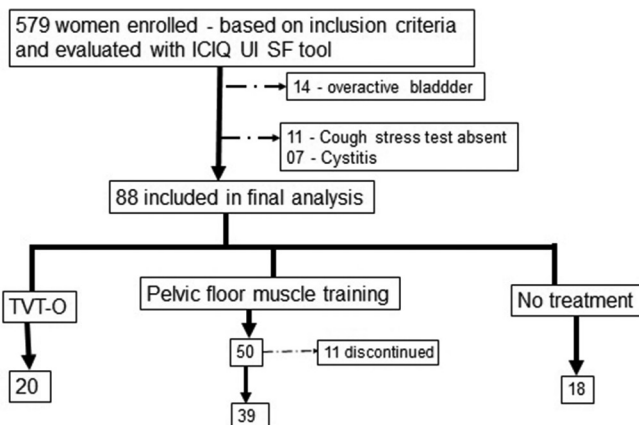 579 women enrolled - based on inclusion criteria
and evaluated with ICIQ UI SF tool
14 - overactive bladdder
11 - Cough stress test absent
07 - Cystitis
88 included in final analysis
TVT-O
Pelvic floor muscle training
No treatment
50
11 discontinued
20
18
39